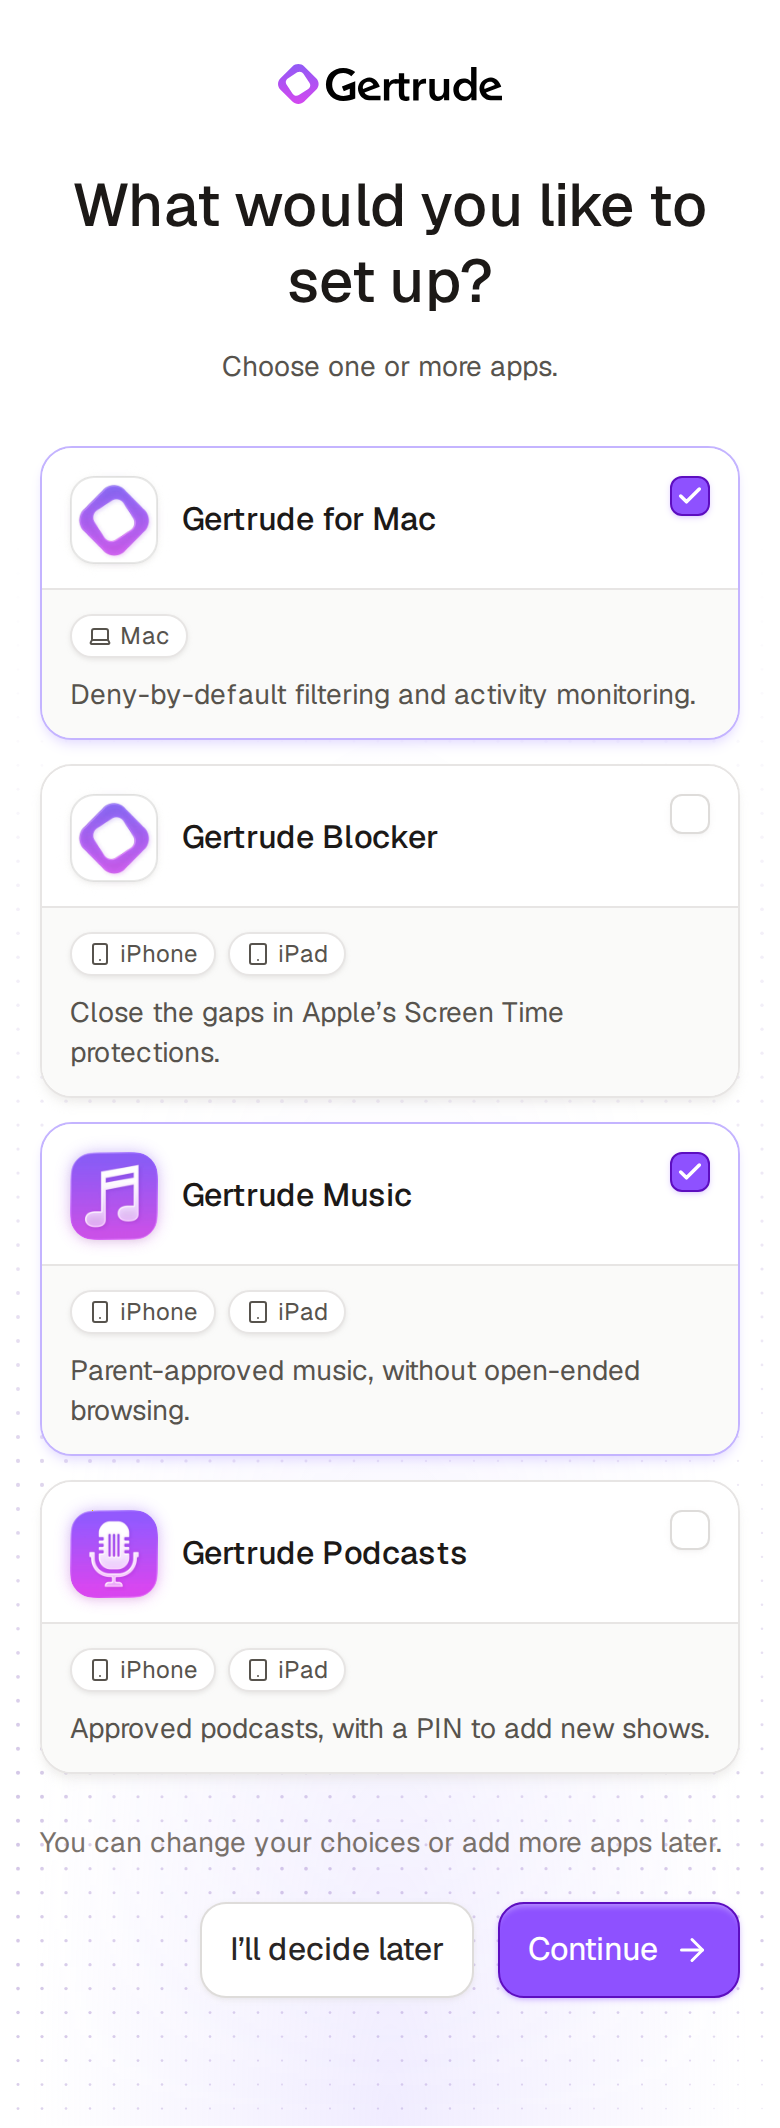 Gertrude
What would you like to
set up?
Choose one or more apps.
Gertrude for Mac
Mac
Deny-by-default filtering and activity monitoring.
Gertrude Blocker
iPhone iPad
Close the gaps in Apple’s Screen Time
protections.
Gertrude Music
iPhone iPad
Parent-approved music, without open-ended
browsing.
Gertrude Podcasts
iPhone iPad
Approved podcasts, with a PIN to add new shows.
You can change your choices or add more apps later.
I’ll decide later Continue